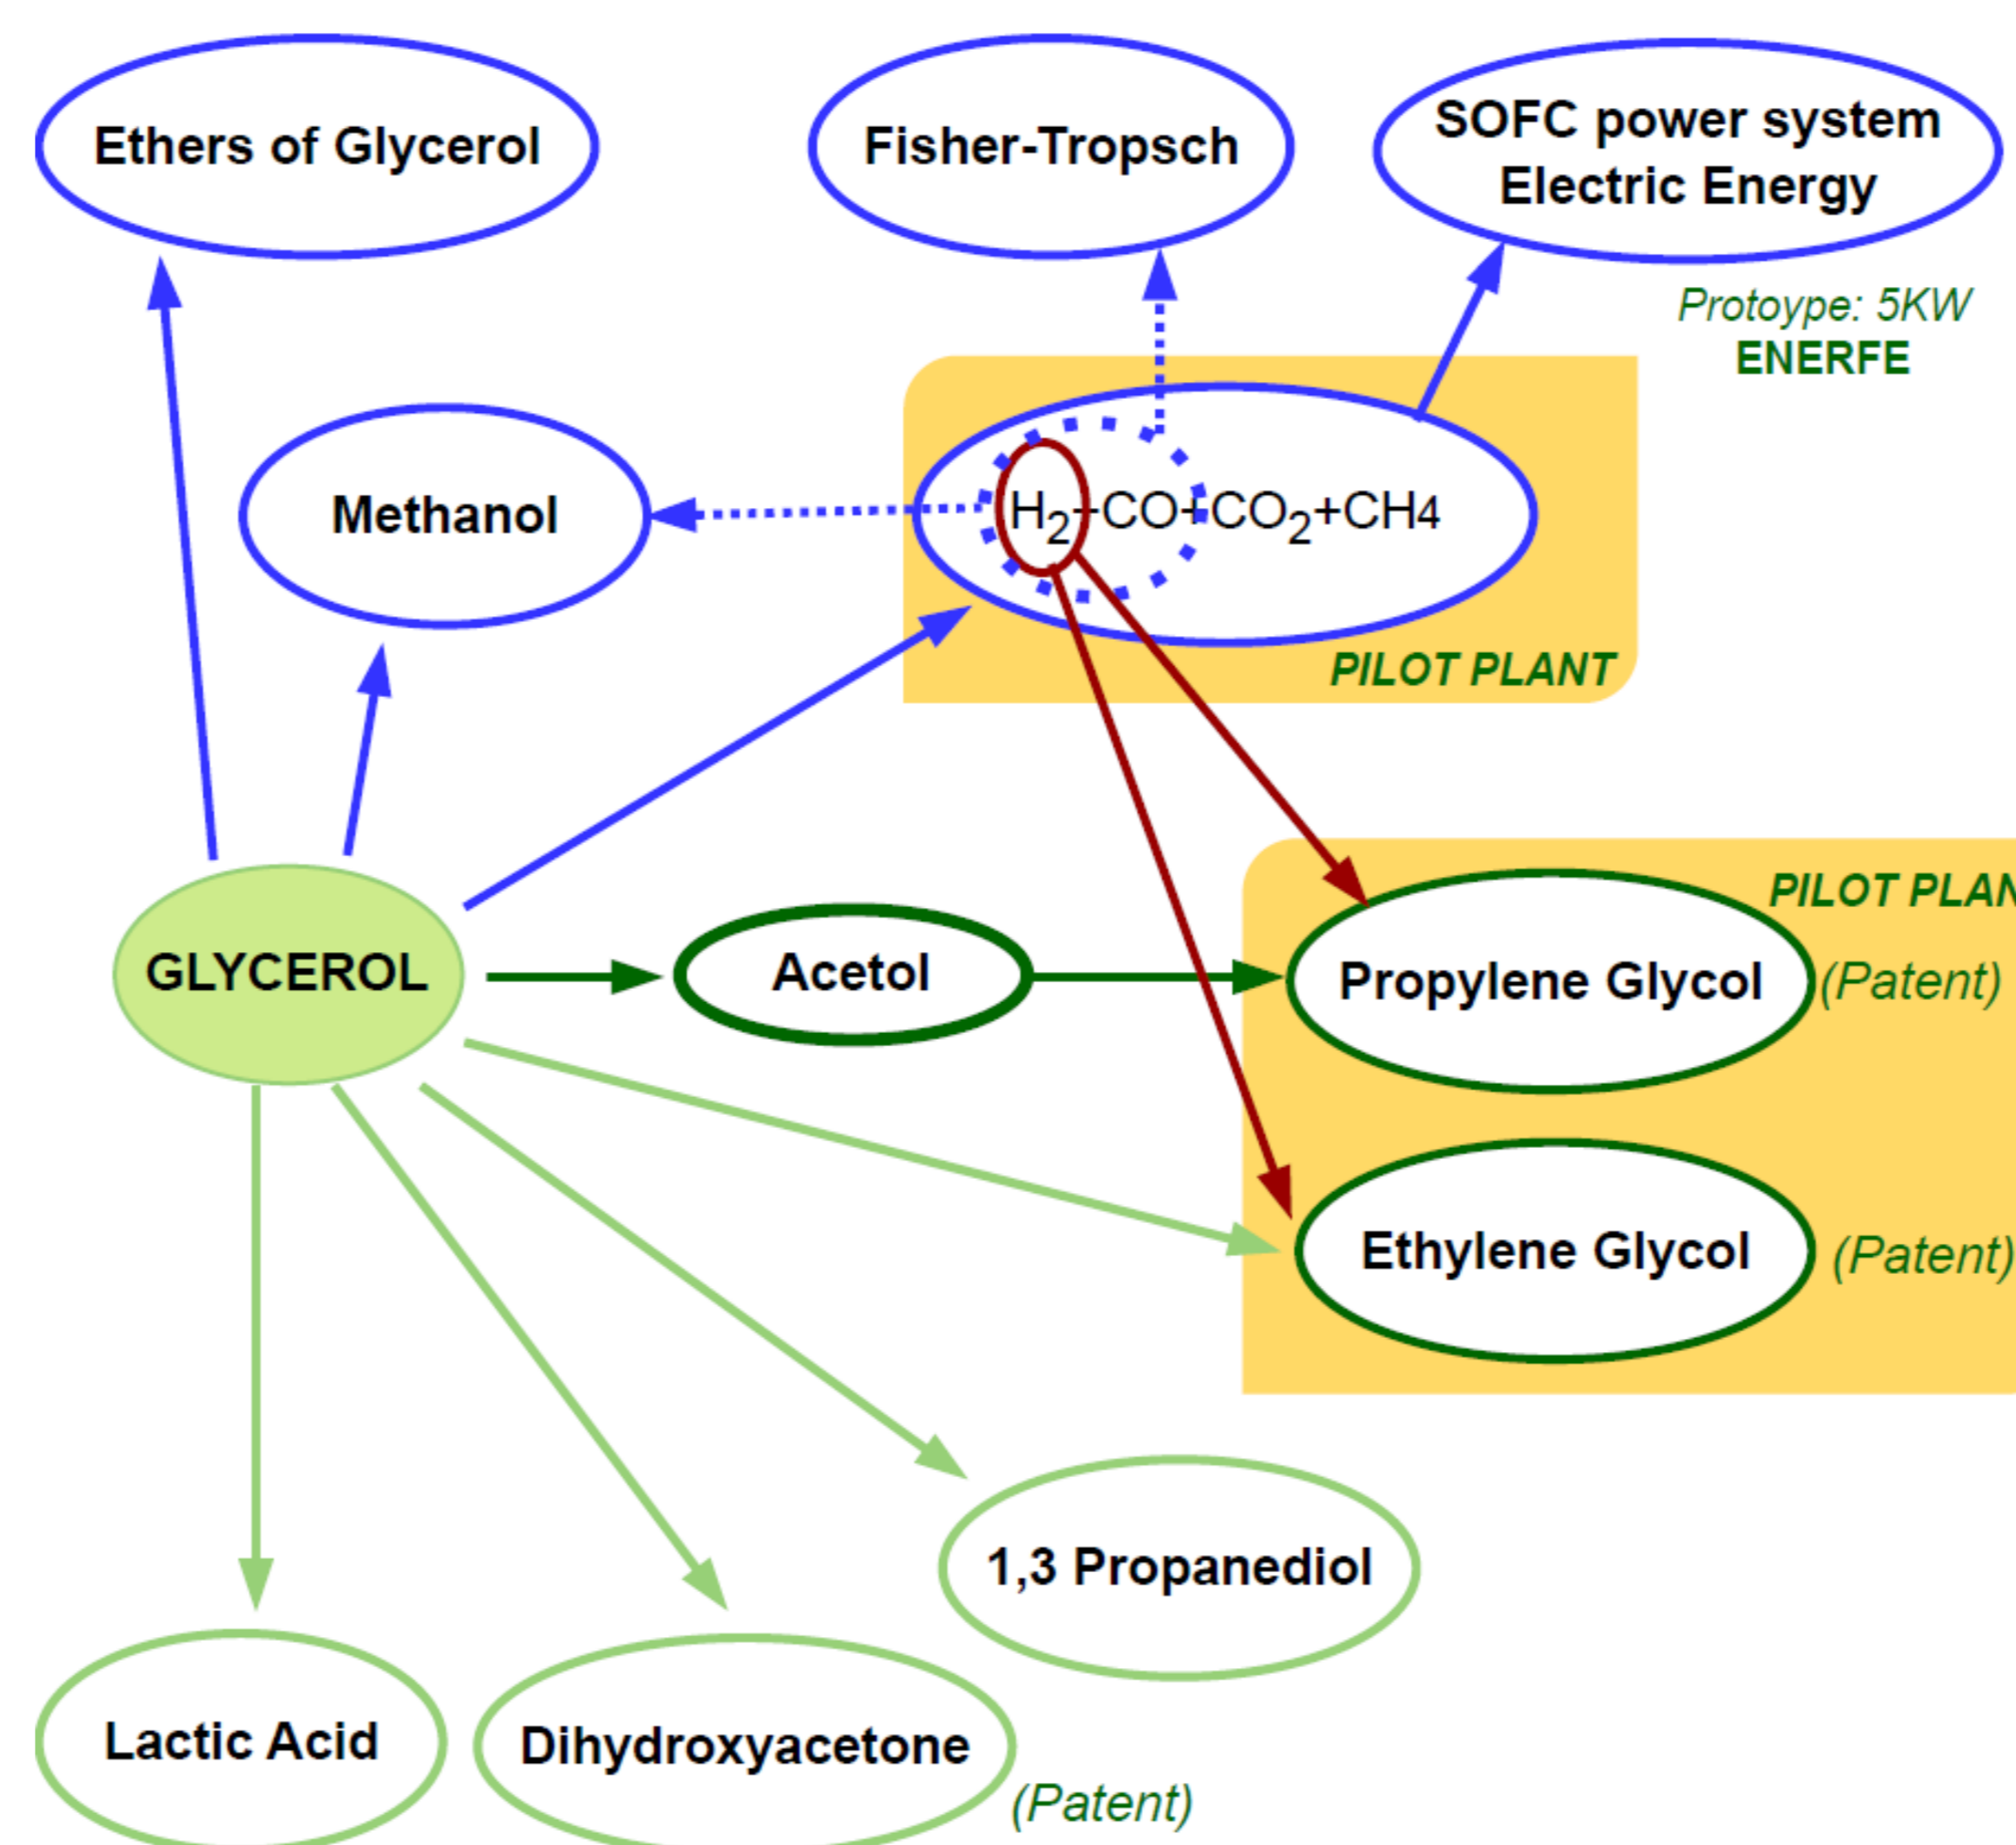 Ethers of Glycerol
Fisher-Tropsch
SOFC power system
Electric Energy
Protoype: 5KW
ENERFE
Methanol
H2+CO+CO2+CH4
PILOT PLANT
GLYCEROL
Acetol
PILOT PLAN
Propylene Glycol
(Patent)
Ethylene Glycol
(Patent)
1,3 Propanediol
Lactic Acid
Dihydroxyacetone
(Patent)